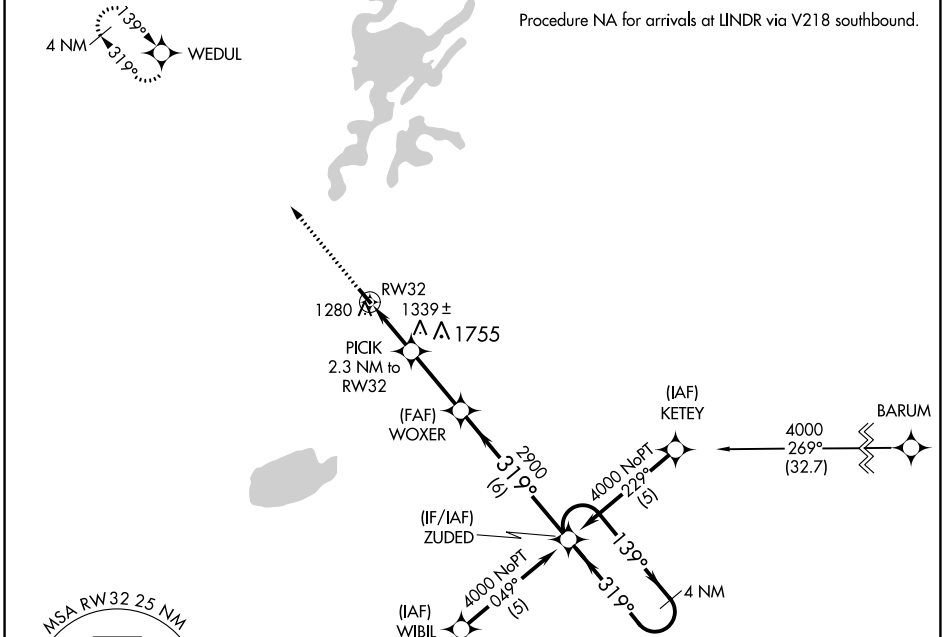 Procedure NA for arrivals at LINDR via V218 southbound.
139°
4 NM
319°
WEDUL
RW32
1280
1339 ±
1755
PICIK
2.3 NM to
RW32
(FAF)
WOXER
(IAF)
KETEY
BARUM
4000
269°
(32.7)
2900
319°
(6)
4000 NoPT
229°
(5)
(IF/IAF)
ZUDED
139°
319°
4 NM
4000 NoPT
049°
(5)
(IAF)
WIBIL
MSA RW32 25 NM